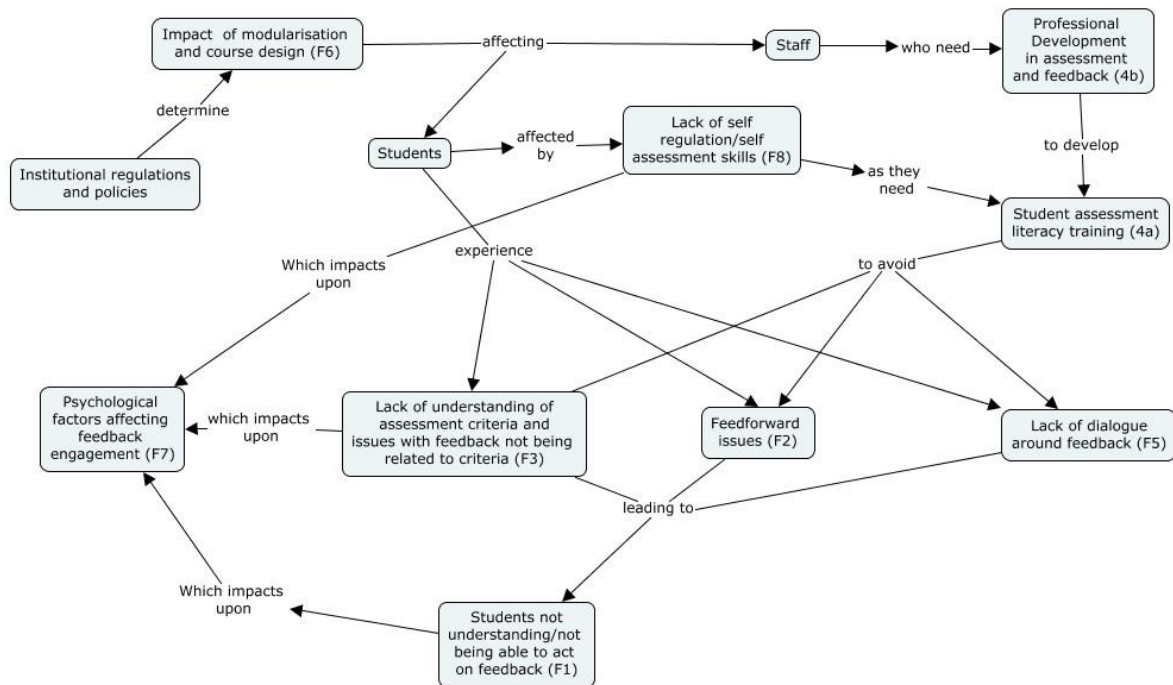 Impact of modularisation
and course design (F6)
affecting
Staff
who need
Professional
Development
in assessment
and feedback (4b)
determine
Students
affected
by
Lack of self
regulation/self
assessment skills (F8)
to develop
Institutional regulations
and policies
as they
need
Student assessment
literacy training (4a)
Which impacts
upon
experience
to avoid
Psychological
factors affecting
feedback
engagement (F7)
which impacts
upon
Lack of understanding of
assessment criteria and
issues with feedback not being
related to criteria (F3)
Feedforward
issues (F2)
Lack of dialogue
around feedback (F5)
leading to
Which impacts
upon
Students not
understanding/not
being able to act
on feedback (F1)